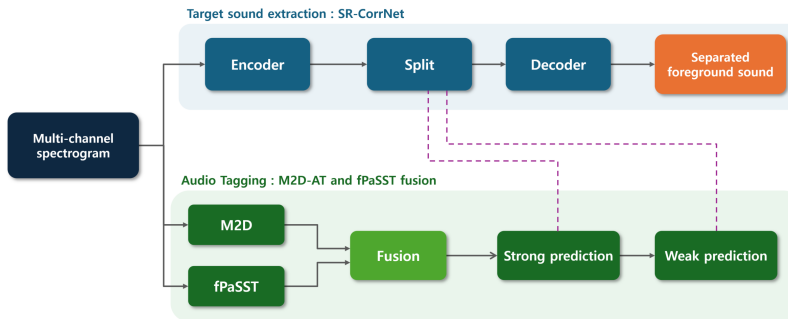 Target sound extraction : SR-CorrNet
Encoder
Split
Decoder
Separated
foreground sound
Multi-channel
spectrogram
Audio Tagging : M2D-AT and fPaSST fusion
M2D
fPaSST
Fusion
Strong prediction
Weak prediction